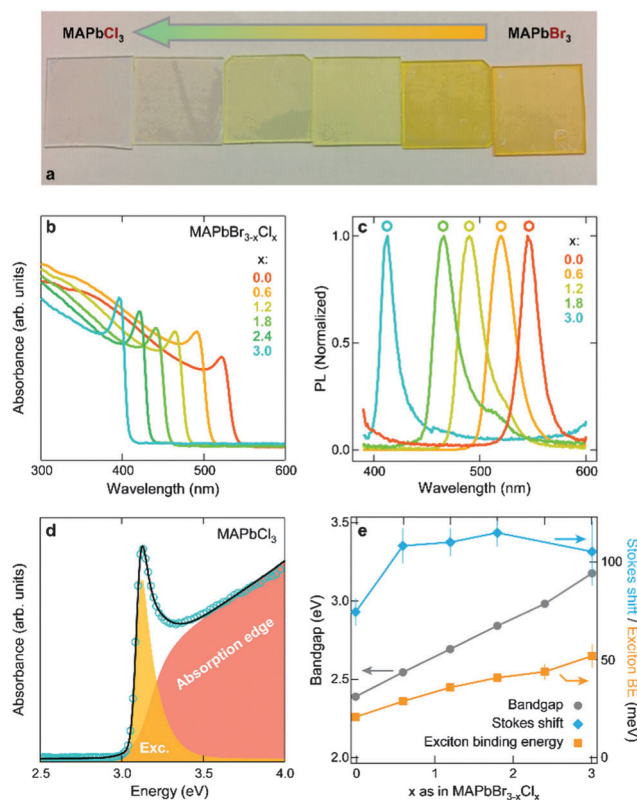 MAPbCl3
MAPbBr3
a
b
MAPbBr3-xClx
x:
0.0
0.6
1.2
1.8
2.4
3.0
Absorbance (arb. units)
300
400
500
600
Wavelength (nm)
c
x:
0.0
0.6
1.2
1.8
3.0
PL (Normalized)
1.0
0.5
0.0
400
500
600
Wavelength (nm)
d
MAPbCl3
Absorption edge
Exc.
Absorbance (arb. units)
2.5
3.0
3.5
4.0
Energy (eV)
e
Bandgap (eV)
3.5
3.0
2.5
2.0
Stokes shift / Exciton BE
(meV)
100
50
0
Bandgap
Stokes shift
Exciton binding energy
0
1
2
3
x as in MAPbBr3-xClx